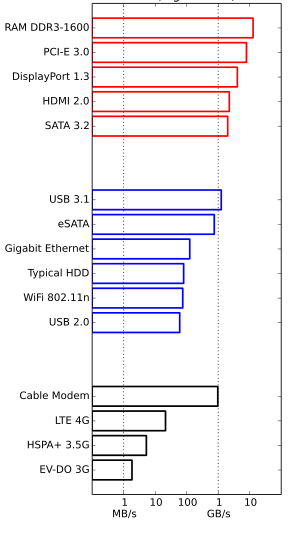 RAM DDR3-1600
PCI-E 3.0
DisplayPort 1.3
HDMI 2.0
SATA 3.2
USB 3.1
eSATA
Gigabit Ethernet
Typical HDD
WiFi 802.11n
USB 2.0
Cable Modem
LTE 4G
HSPA+ 3.5G
EV-DO 3G
1 10 100 1 10
MB/s GB/s